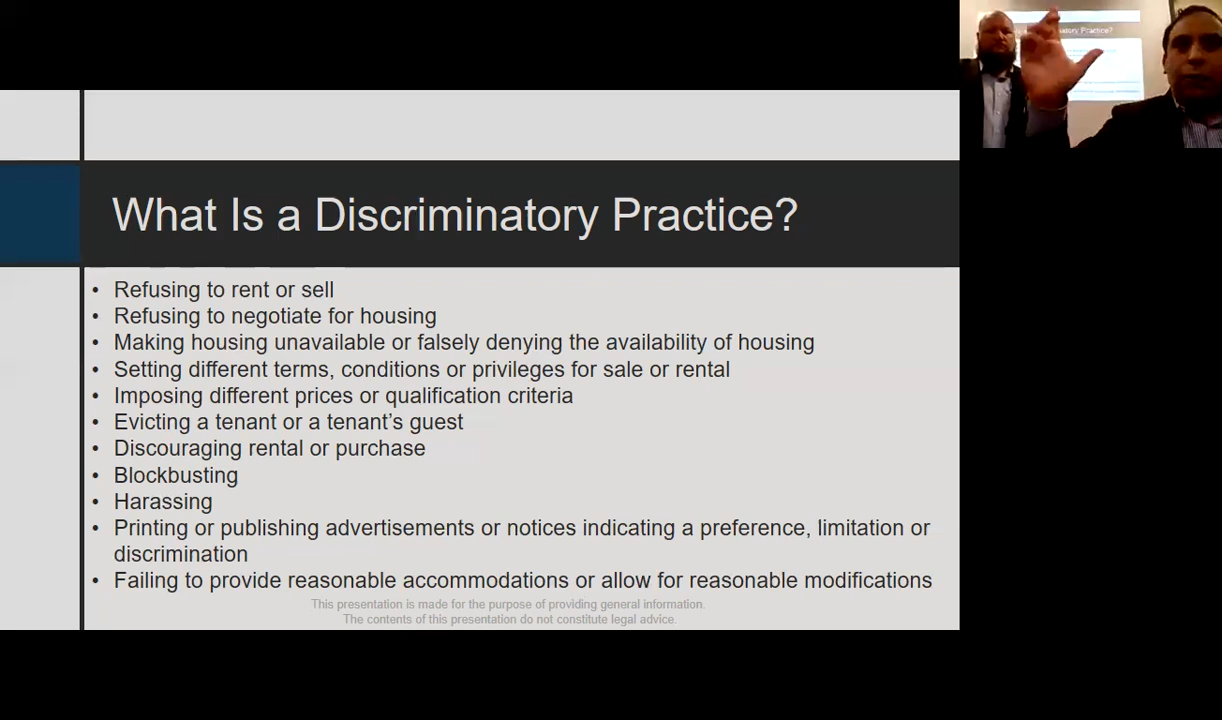 What Is a Discriminatory Practice?
• Refusing to rent or sell
• Refusing to negotiate for housing
• Making housing unavailable or falsely denying the availability of housing
• Setting different terms, conditions or privileges for sale or rental
• Imposing different prices or qualification criteria
• Evicting a tenant or a tenant’s guest
• Discouraging rental or purchase
• Blockbusting
• Harassing
• Printing or publishing advertisements or notices indicating a preference, limitation or
discrimination
• Failing to provide reasonable accommodations or allow for reasonable modifications
This presentation is made for the purpose of providing general information.
The contents of this presentation do not constitute legal advice.
Practice?